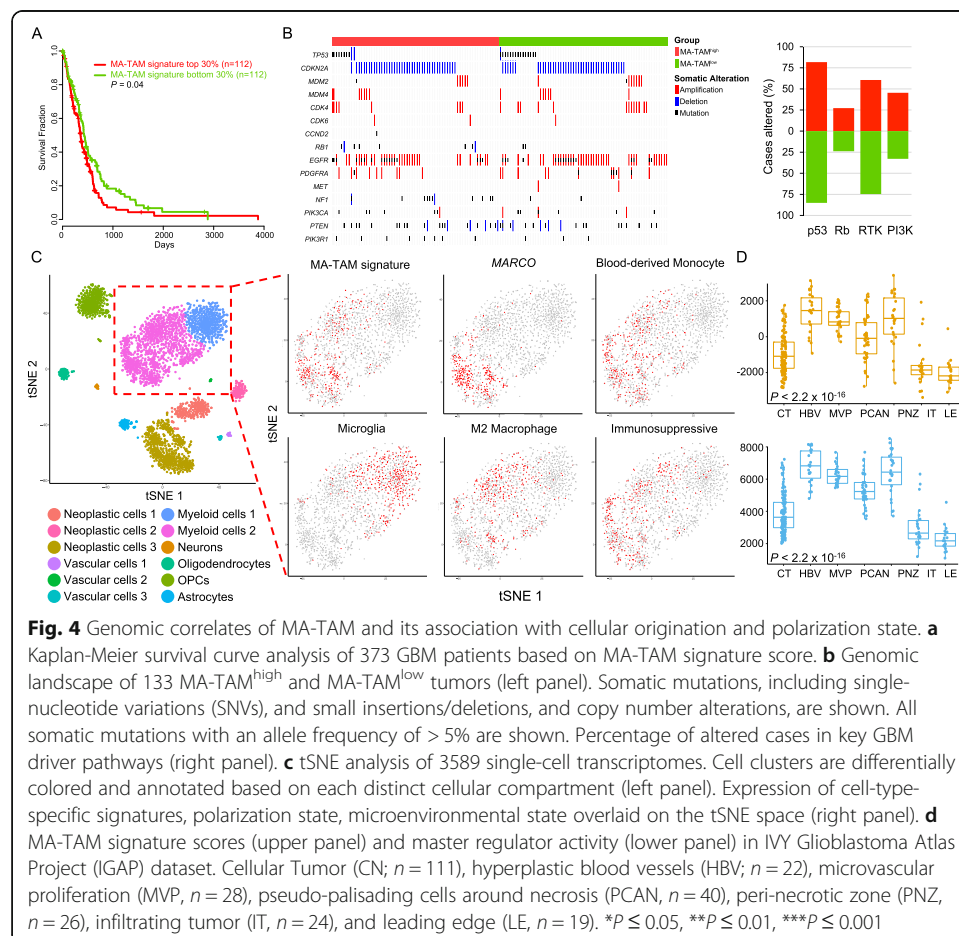 A
MA-TAM signature top 30% (n=112)
MA-TAM signature bottom 30% (n=112)
P = 0.04
Survival Fraction
1.0
0.8
0.6
0.4
0.2
0.0
0 1000 2000 3000 4000
Days
B
TP53
CDKN2A
MDM2
MDM4
CDK4
CDK6
CCND2
RB1
EGFR
PDGFRA
MET
NF1
PIK3CA
PTEN
PIK3R1
Group
MA-TAMhigh
MA-TAMlow
Somatic Alteration
Amplification
Deletion
Mutation
Cases altered (%)
100
75
50
25
0
25
50
75
100
p53 Rb RTK PI3K
C
tSNE 2
tSNE 1
Neoplastic cells 1
Neoplastic cells 2
Neoplastic cells 3
Vascular cells 1
Vascular cells 2
Vascular cells 3
Myeloid cells 1
Myeloid cells 2
Neurons
Oligodendrocytes
OPCs
Astrocytes
MA-TAM signature
MARCO
Blood-derived Monocyte
Microglia
M2 Macrophage
Immunosuppressive
tSNE 2
tSNE 1
D
2000
0
-2000
P < 2.2 x 10-16
CT HBV MVP PCAN PNZ IT LE
8000
6000
4000
2000
P < 2.2 x 10-16
CT HBV MVP PCAN PNZ IT LE
Fig. 4 Genomic correlates of MA-TAM and its association with cellular origination and polarization state. a
Kaplan-Meier survival curve analysis of 373 GBM patients based on MA-TAM signature score. b Genomic
landscape of 133 MA-TAMhigh and MA-TAMlow tumors (left panel). Somatic mutations, including single-
nucleotide variations (SNVs), and small insertions/deletions, and copy number alterations, are shown. All
somatic mutations with an allele frequency of > 5% are shown. Percentage of altered cases in key GBM
driver pathways (right panel). c tSNE analysis of 3589 single-cell transcriptomes. Cell clusters are differentially
colored and annotated based on each distinct cellular compartment (left panel). Expression of cell-type-
specific signatures, polarization state, microenvironmental state overlaid on the tSNE space (right panel). d
MA-TAM signature scores (upper panel) and master regulator activity (lower panel) in IVY Glioblastoma Atlas
Project (IGAP) dataset. Cellular Tumor (CN; n = 111), hyperplastic blood vessels (HBV; n = 22), microvascular
proliferation (MVP, n = 28), pseudo-palisading cells around necrosis (PCAN, n = 40), peri-necrotic zone (PNZ,
n = 26), infiltrating tumor (IT, n = 24), and leading edge (LE, n = 19). *P ≤ 0.05, **P ≤ 0.01, ***P ≤ 0.001